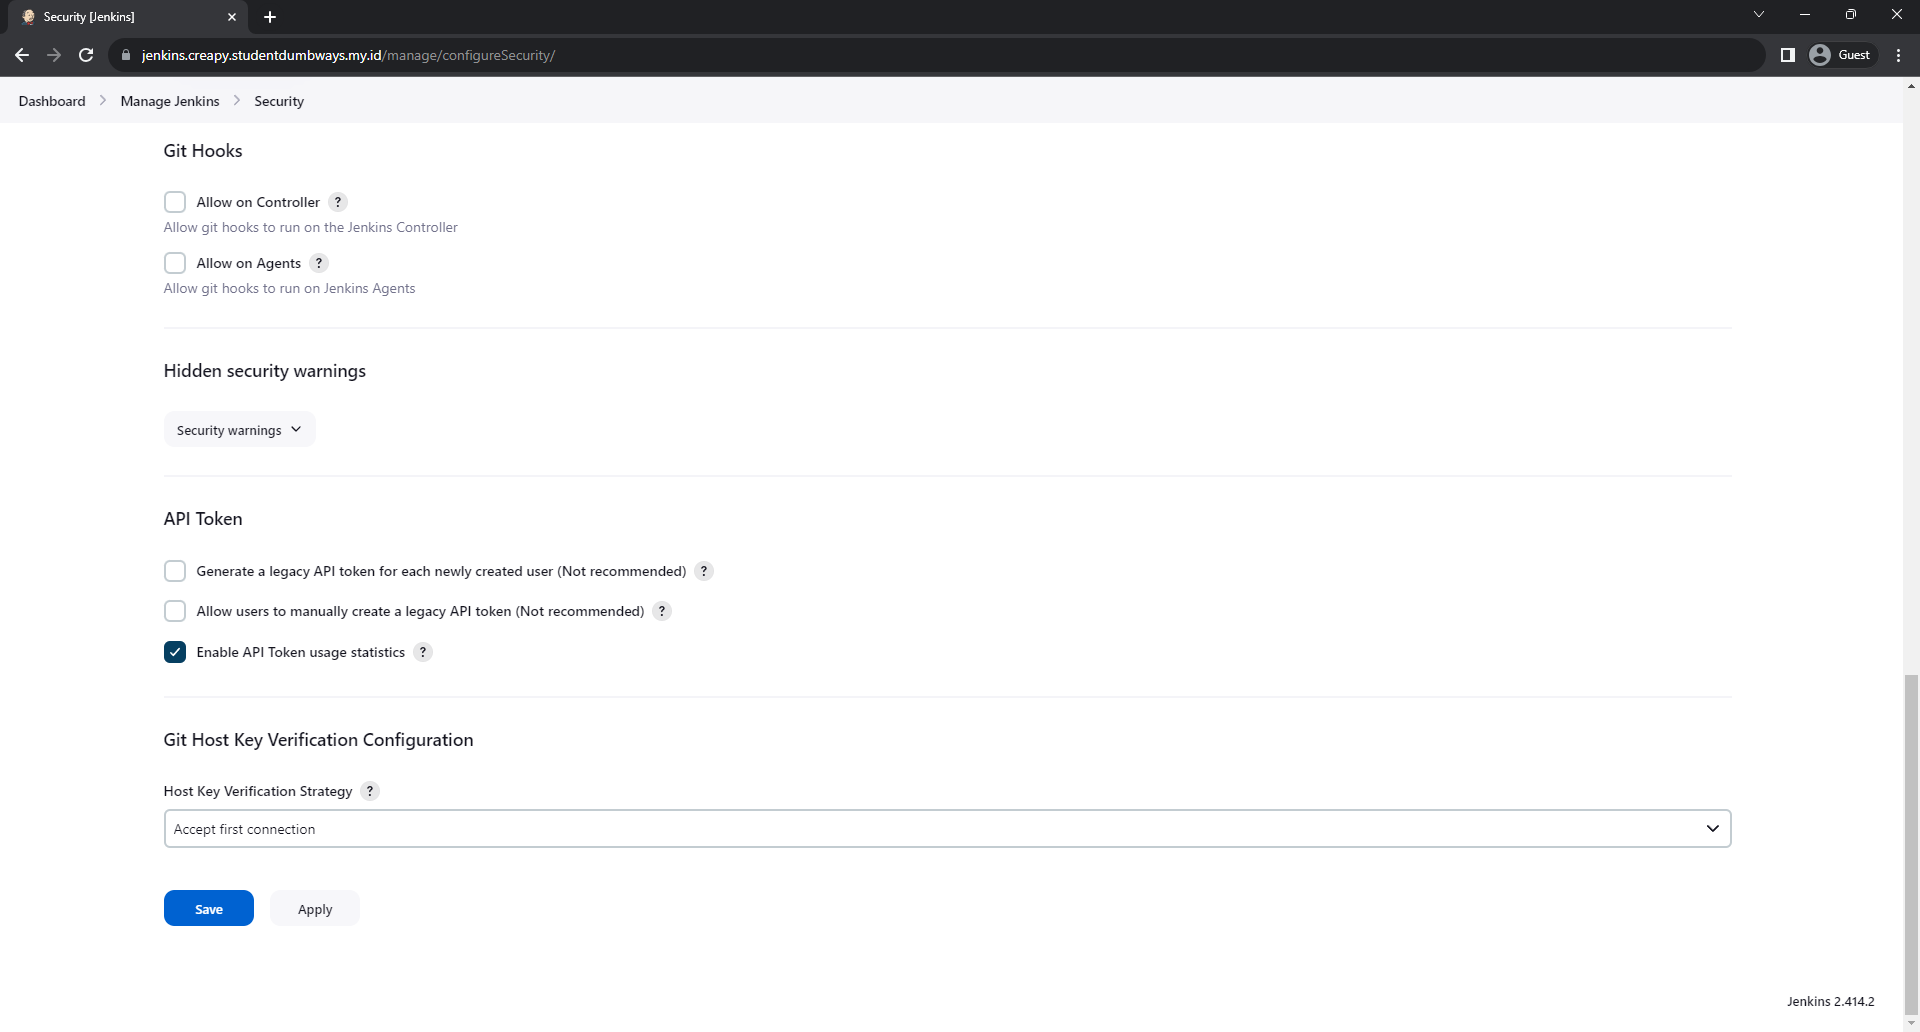 Security [Jenkins]
jenkins.creapy.studentdumbways.my.id/manage/configureSecurity/
Guest
Dashboard
Manage Jenkins
Security
Git Hooks
Allow on Controller ?
Allow git hooks to run on the Jenkins Controller
Allow on Agents ?
Allow git hooks to run on Jenkins Agents
Hidden security warnings
Security warnings
API Token
Generate a legacy API token for each newly created user (Not recommended) ?
Allow users to manually create a legacy API token (Not recommended) ?
Enable API Token usage statistics ?
Git Host Key Verification Configuration
Host Key Verification Strategy ?
Accept first connection
Save
Apply
Jenkins 2.414.2